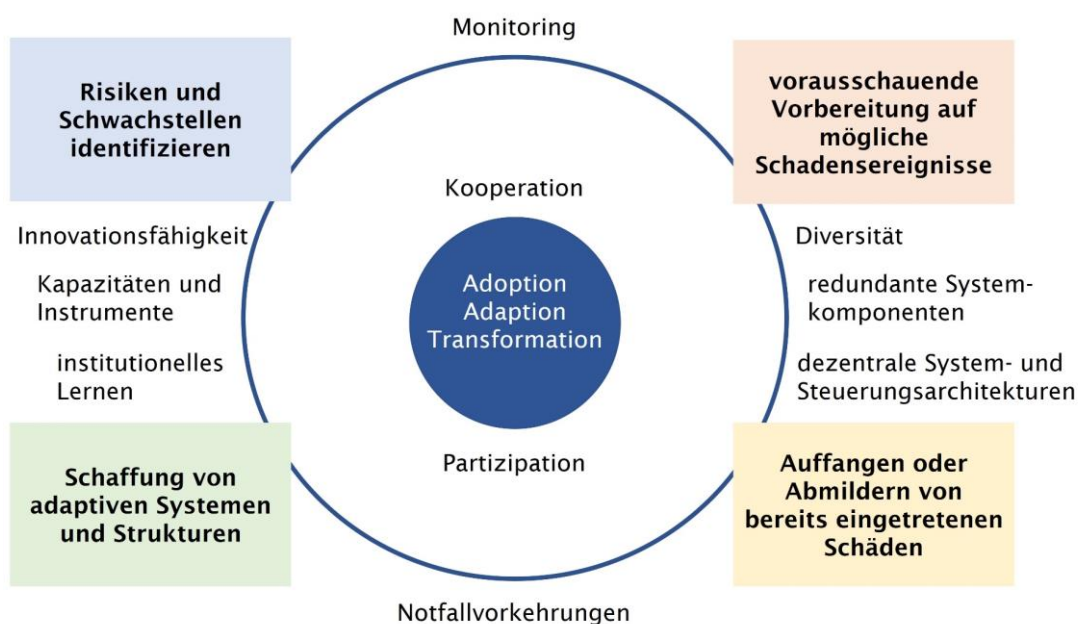 Monitoring
Risiken und
Schwachstellen
identifizieren
vorausschauende
Vorbereitung auf
mögliche
Schadensereignisse
Kooperation
Innovationsfähigkeit
Kapazitäten und
Instrumente
institutionelles
Lernen
Adoption
Adaption
Transformation
Diversität
redundante System-
komponenten
dezentrale System- und
Steuerungsarchitekturen
Partizipation
Schaffung von
adaptiven Systemen
und Strukturen
Auffangen oder
Abmildern von
bereits eingetretenen
Schäden
Notfallvorkehrungen